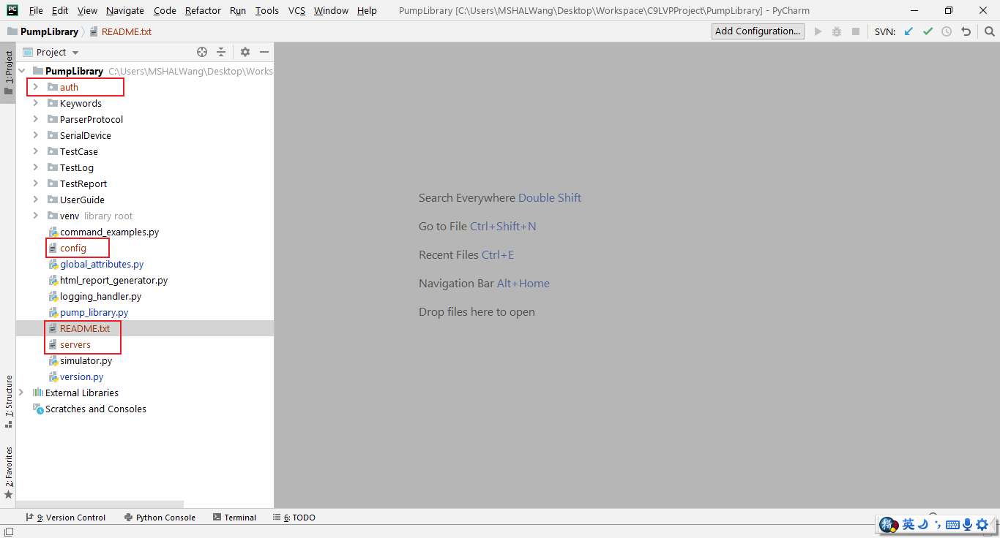 PC File Edit View Navigate Code Refactor Run Tools VCS Window Help PumpLibrary [C:\Users\MSHALWang\Desktop\Workspace\C9LVPProject\PumpLibrary] - PyCharm
PumpLibrary README.txt Add Configuration... SVN:
1: Project
Project
PumpLibrary C:\Users\MSHALWang\Desktop\Works
auth
Keywords
ParserProtocol
SerialDevice
TestCase
TestLog
TestReport
UserGuide
venv library root
command_examples.py
config
global_attributes.py
html_report_generator.py
logging_handler.py
pump_library.py
README.txt
servers
simulator.py
version.py
External Libraries
Scratches and Consoles
Search Everywhere Double Shift
Go to File Ctrl+Shift+N
Recent Files Ctrl+E
Navigation Bar Alt+Home
Drop files here to open
7: Structure
2: Favorites
9: Version Control Python Console Terminal 6: TODO
拼 英